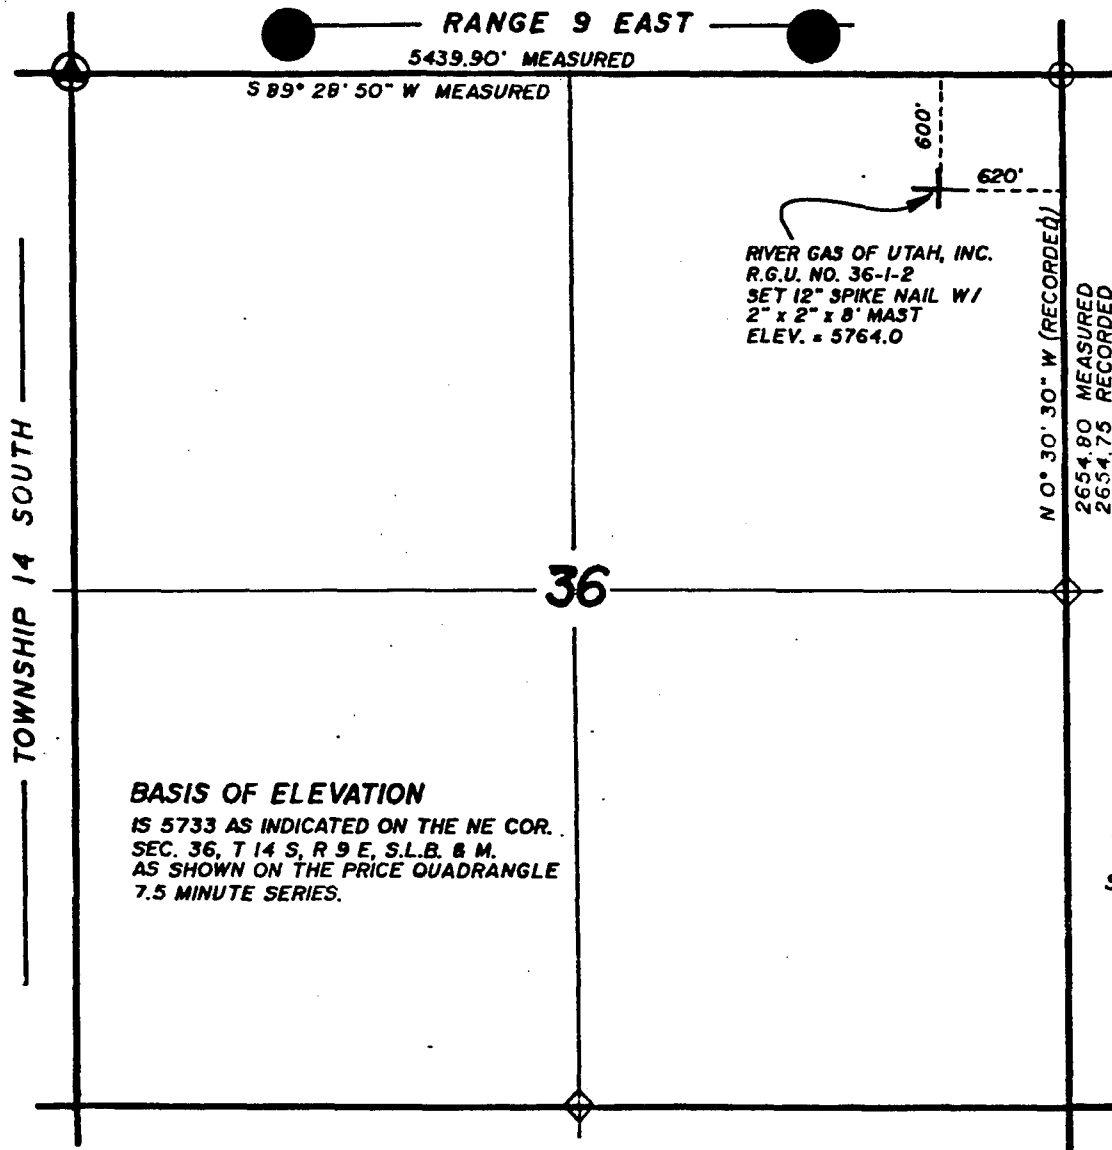 RANGE 9 EAST
5439.90' MEASURED
S 89° 28' 50" W MEASURED
600'
620'
RIVER GAS OF UTAH, INC.
R.G.U. NO. 36-1-2
SET 12" SPIKE NAIL W/
2" x 2" x 8' MAST
ELEV. = 5764.0
N 0° 30' 30" W (RECORDED)
2654.80 MEASURED
2654.75 RECORDED
TOWNSHIP 14 SOUTH
36
BASIS OF ELEVATION
IS 5733 AS INDICATED ON THE NE COR.
SEC. 36, T 14 S, R 9 E, S.L.B. & M.
AS SHOWN ON THE PRICE QUADRANGLE
7.5 MINUTE SERIES.